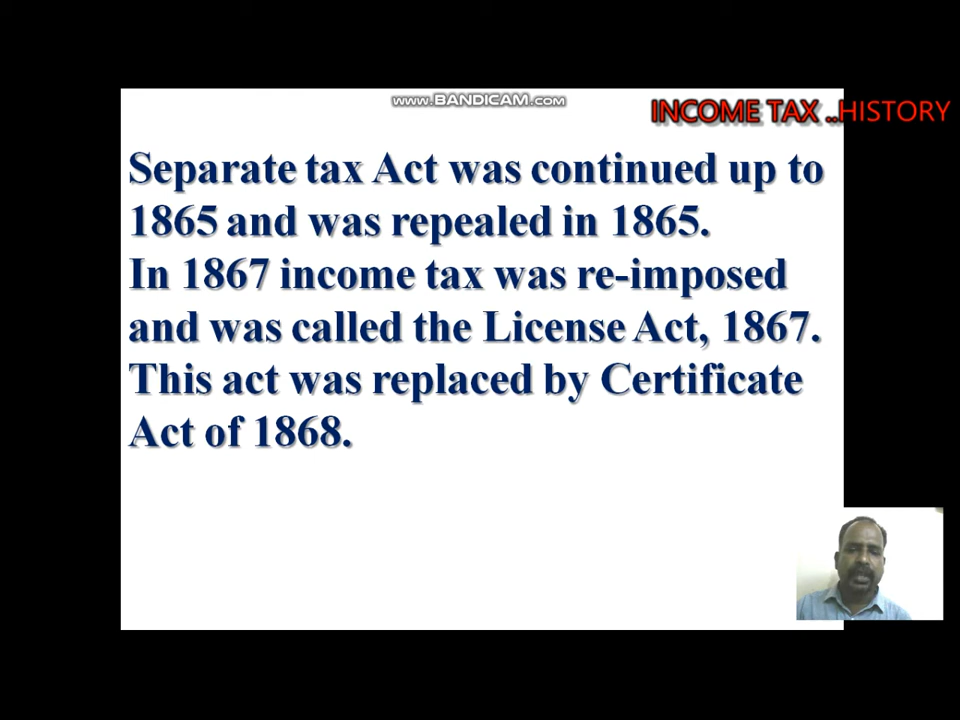 www.BANDICAM.com
INCOME TAX ..HISTORY
Separate tax Act was continued up to
1865 and was repealed in 1865.
In 1867 income tax was re-imposed
and was called the License Act, 1867.
This act was replaced by Certificate
Act of 1868.